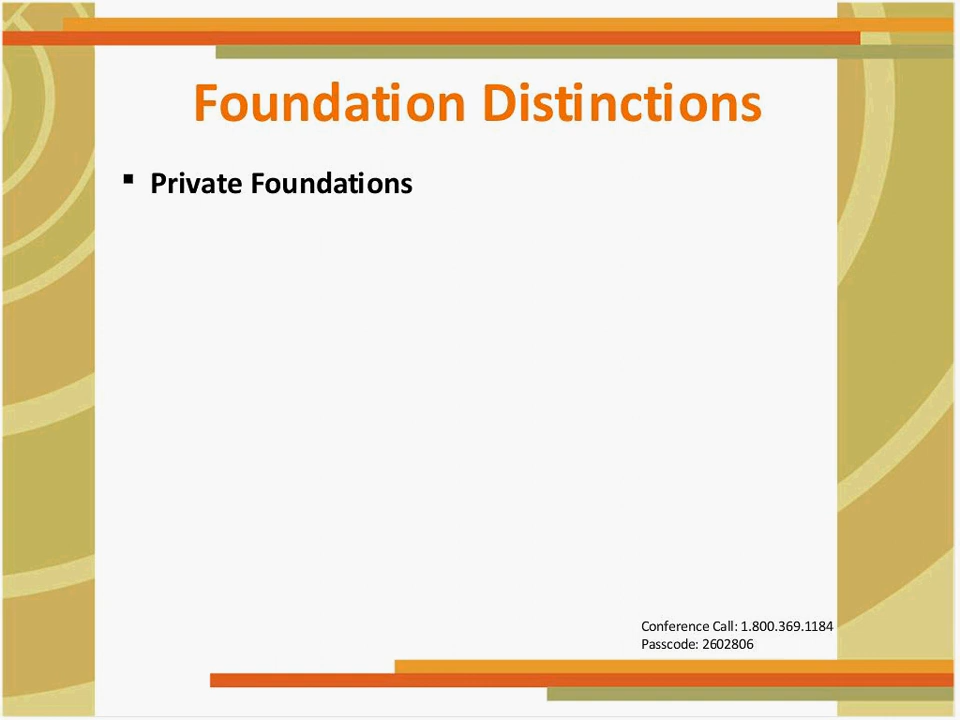 Foundation Distinctions
▪ Private Foundations
Conference Call: 1.800.369.1184
Passcode: 2602806